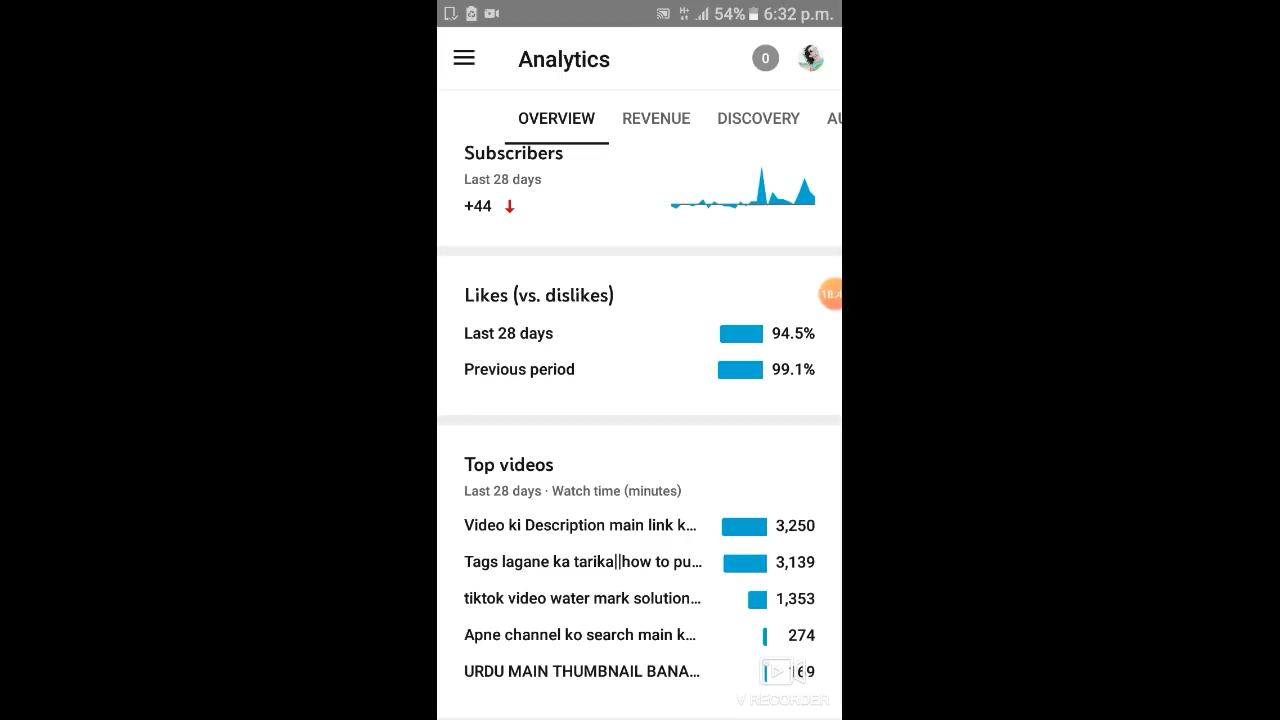 54% 6:32 p.m.
Analytics 0
OVERVIEW REVENUE DISCOVERY
Subscribers
Last 28 days
+44
Likes (vs. dislikes)
Last 28 days 94.5%
Previous period 99.1%
Top videos
Last 28 days · Watch time (minutes)
Video ki Description main link k... 3,250
Tags lagane ka tarika||how to pu... 3,139
tiktok video water mark solution... 1,353
Apne channel ko search main k... 274
URDU MAIN THUMBNAIL BANA... 169
V RECORDER